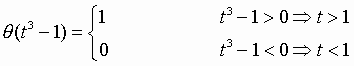 θ(t³ − 1) = { 1 t³ − 1 > 0 ⇒ t > 1
0 t³ − 1 < 0 ⇒ t < 1